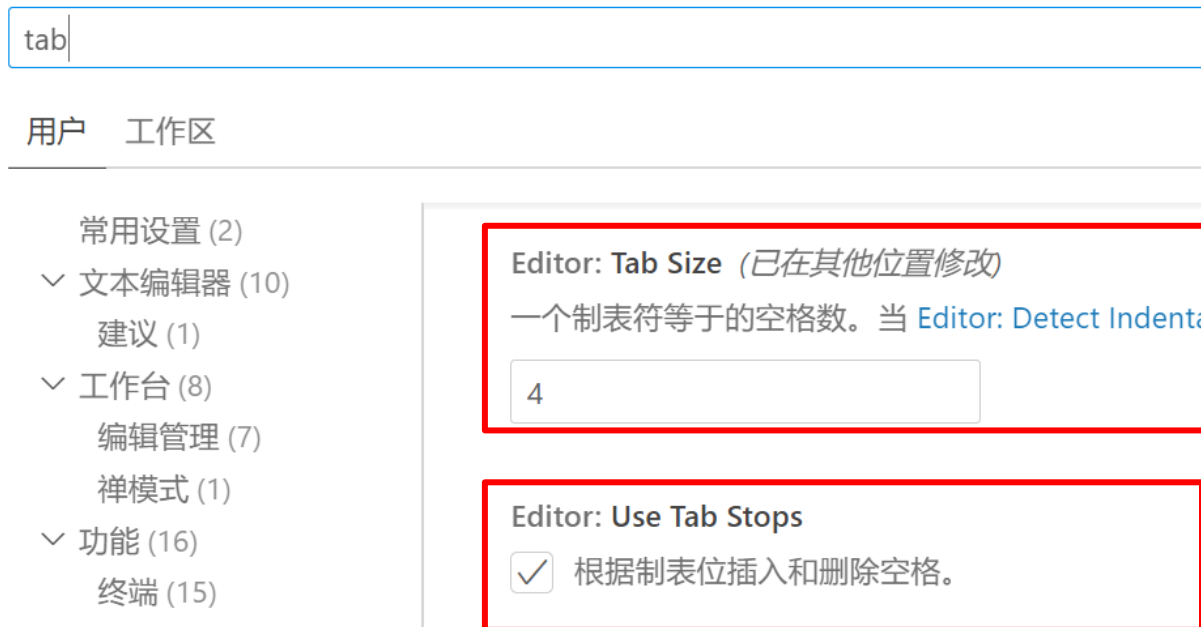 tab
用户 工作区
常用设置 (2)
文本编辑器 (10)
建议 (1)
工作台 (8)
编辑管理 (7)
禅模式 (1)
功能 (16)
终端 (15)
Editor: Tab Size (已在其他位置修改)
一个制表符等于的空格数。当 Editor: Detect Indenta
4
Editor: Use Tab Stops
根据制表位插入和删除空格。